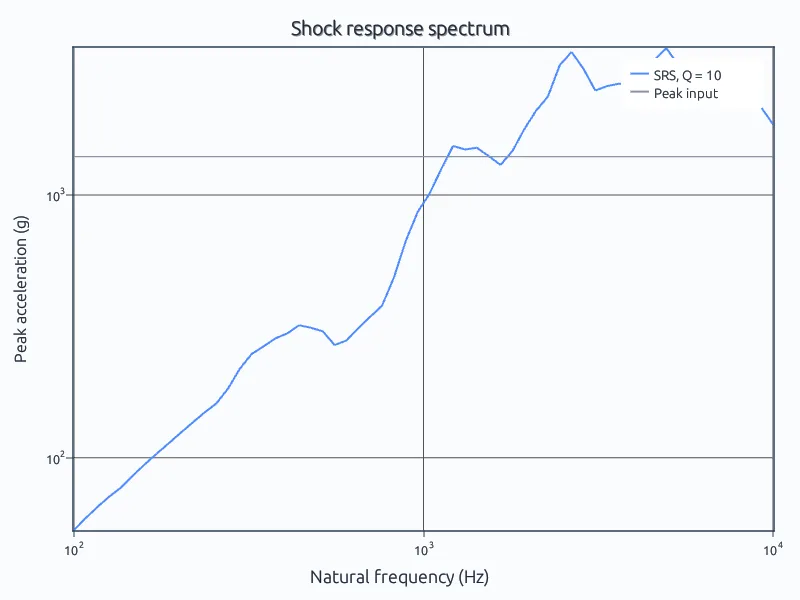 Shock response spectrum
SRS, Q = 10
Peak input
Peak acceleration (g)
10³
10²
10²
10³
10⁴
Natural frequency (Hz)